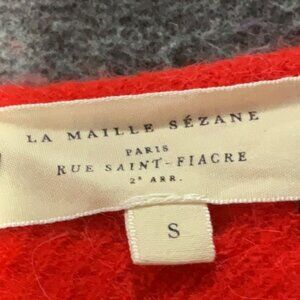 LA MAILLE SÉZANE
PARIS
RUE SAINT-FIACRE
2e ARR.
S